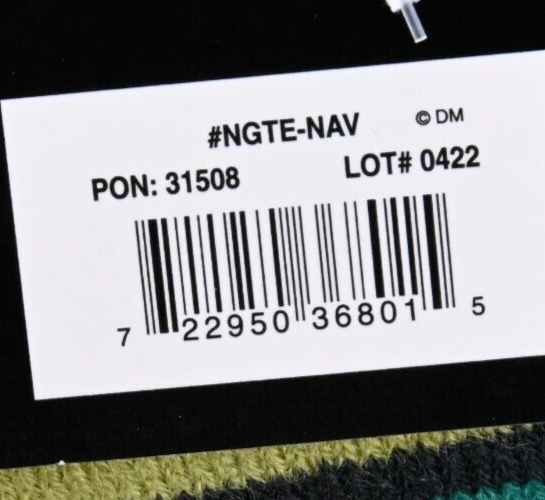 #NGTE-NAV © DM
PON: 31508 LOT# 0422
7 22950 36801 5